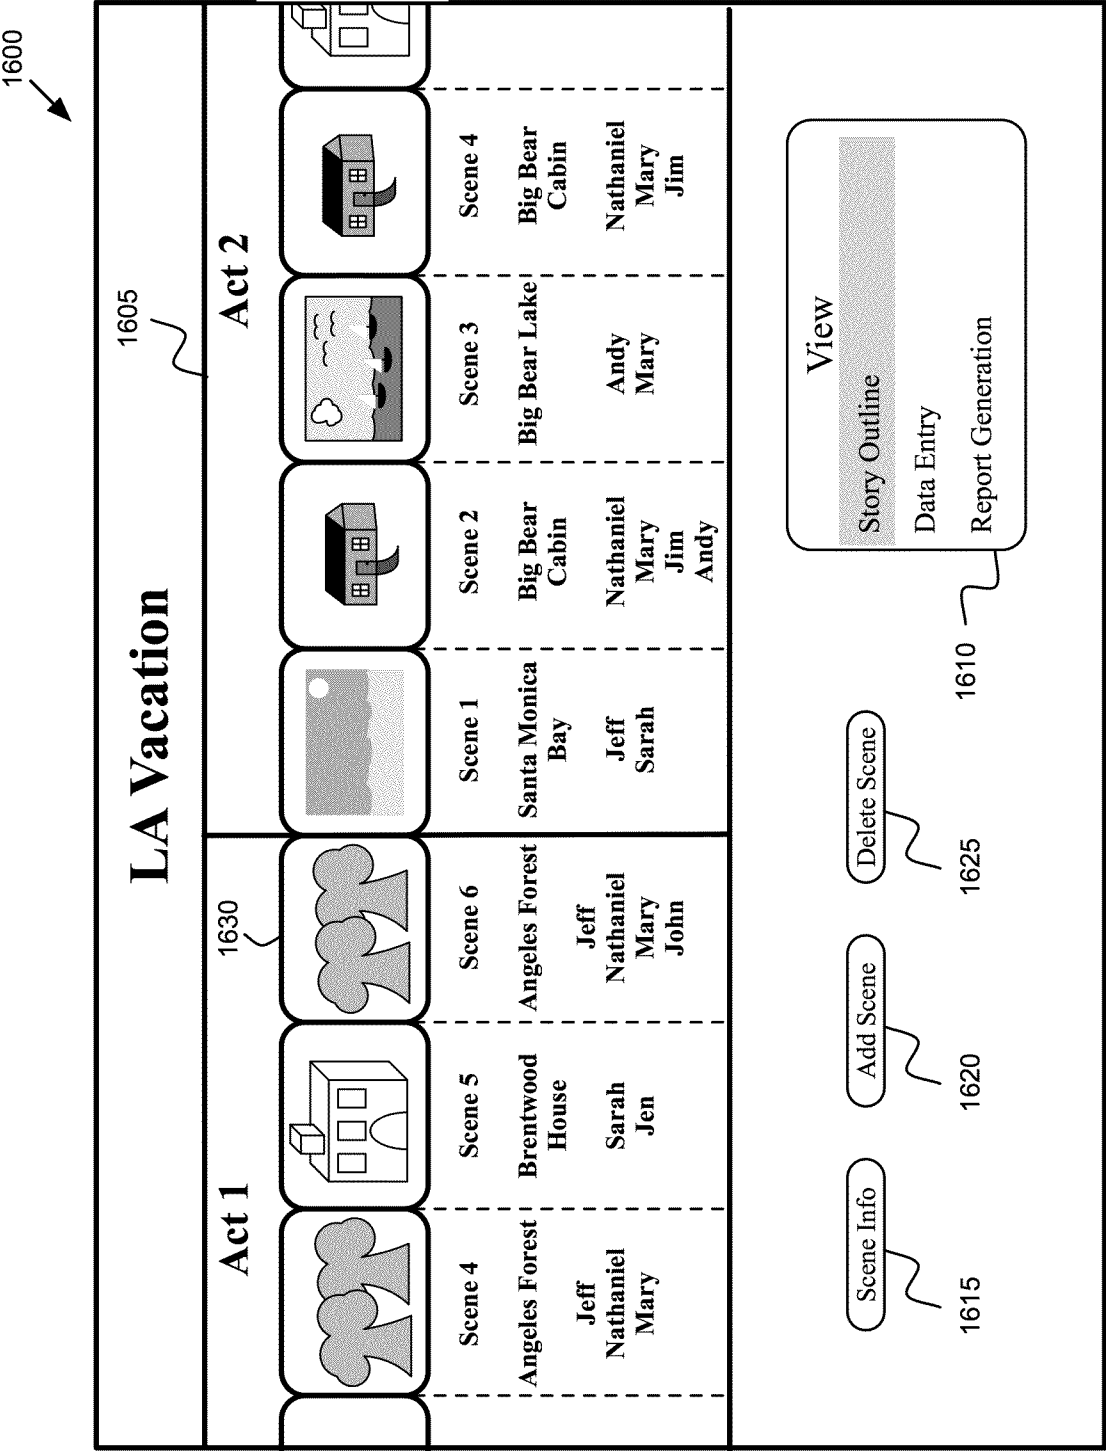 1600
LA Vacation
1605
Act 1
Act 2
1630
Scene 4
Angeles Forest
Jeff
Nathaniel
Mary
Scene 5
Brentwood
House
Sarah
Jen
Scene 6
Angeles Forest
Jeff
Nathaniel
Mary
John
Scene 1
Santa Monica
Bay
Jeff
Sarah
Scene 2
Big Bear
Cabin
Nathaniel
Mary
Jim
Andy
Scene 3
Big Bear Lake
Andy
Mary
Scene 4
Big Bear
Cabin
Nathaniel
Mary
Jim
Scene Info
1615
Add Scene
1620
Delete Scene
1625
View
Story Outline
Data Entry
Report Generation
1610